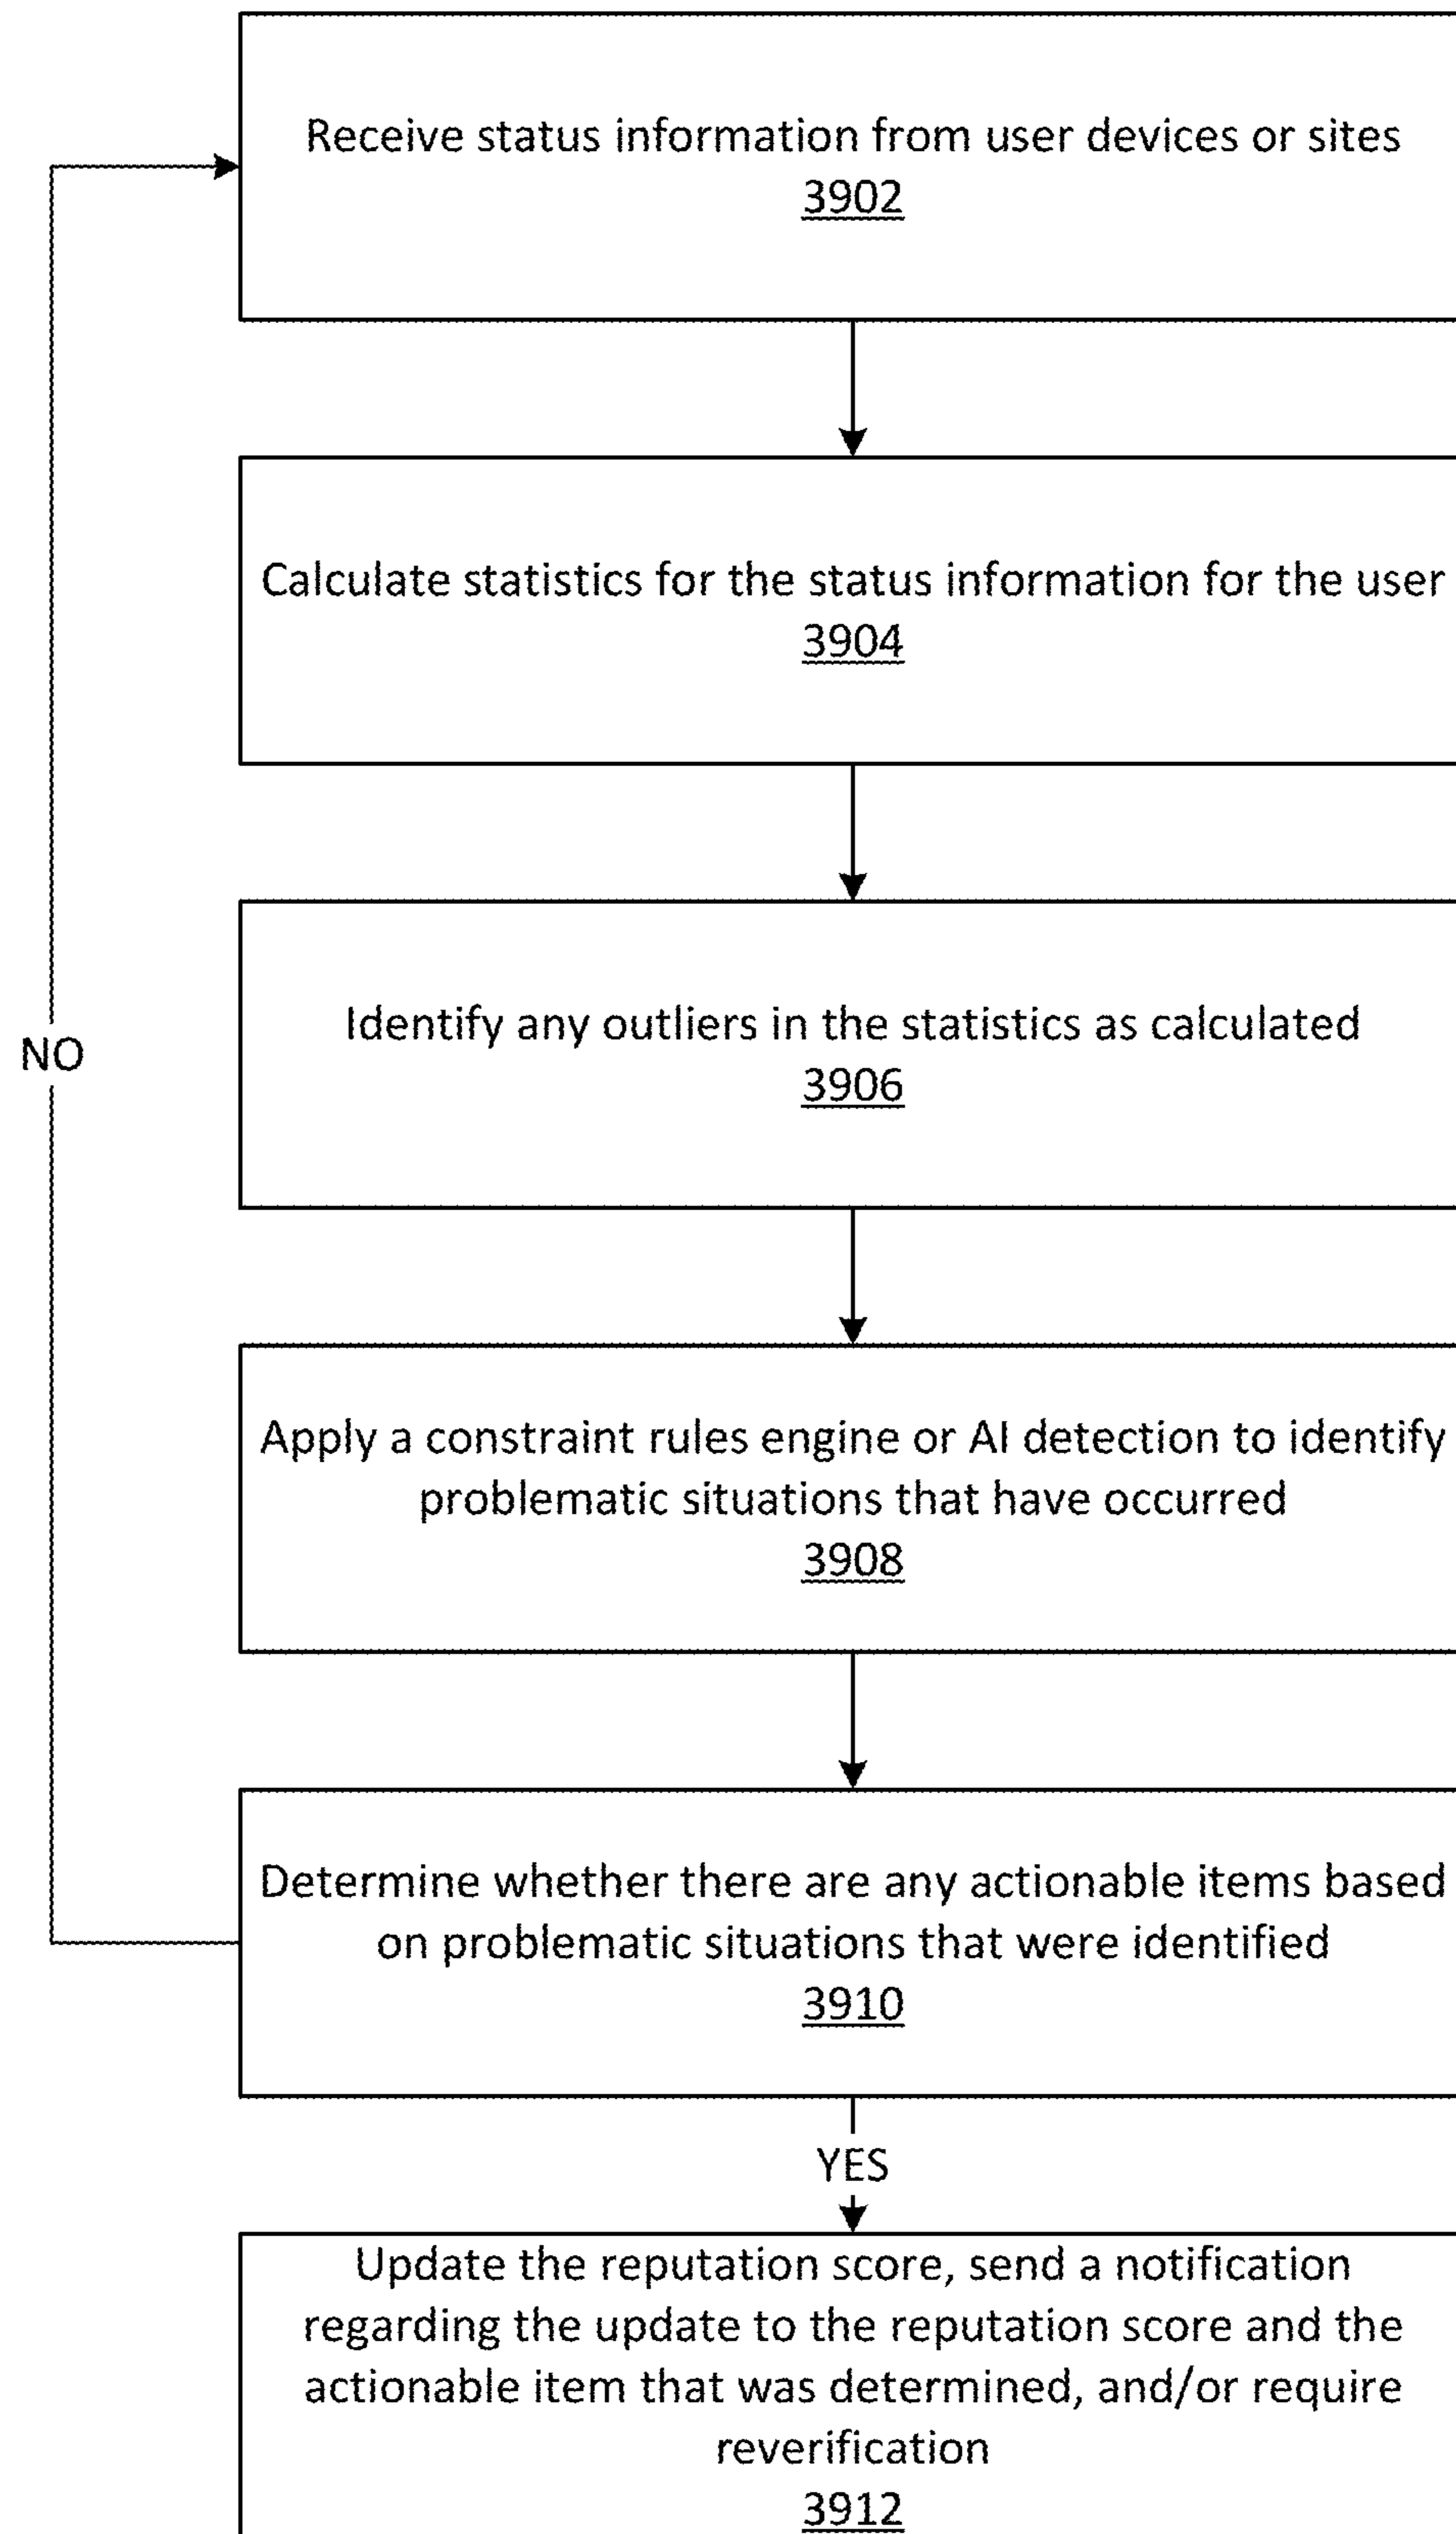 Receive status information from user devices or sites
3902
Calculate statistics for the status information for the user
3904
Identify any outliers in the statistics as calculated
3906
NO
Apply a constraint rules engine or AI detection to identify
problematic situations that have occurred
3908
Determine whether there are any actionable items based
on problematic situations that were identified
3910
YES
Update the reputation score, send a notification
regarding the update to the reputation score and the
actionable item that was determined, and/or require
reverification
3912